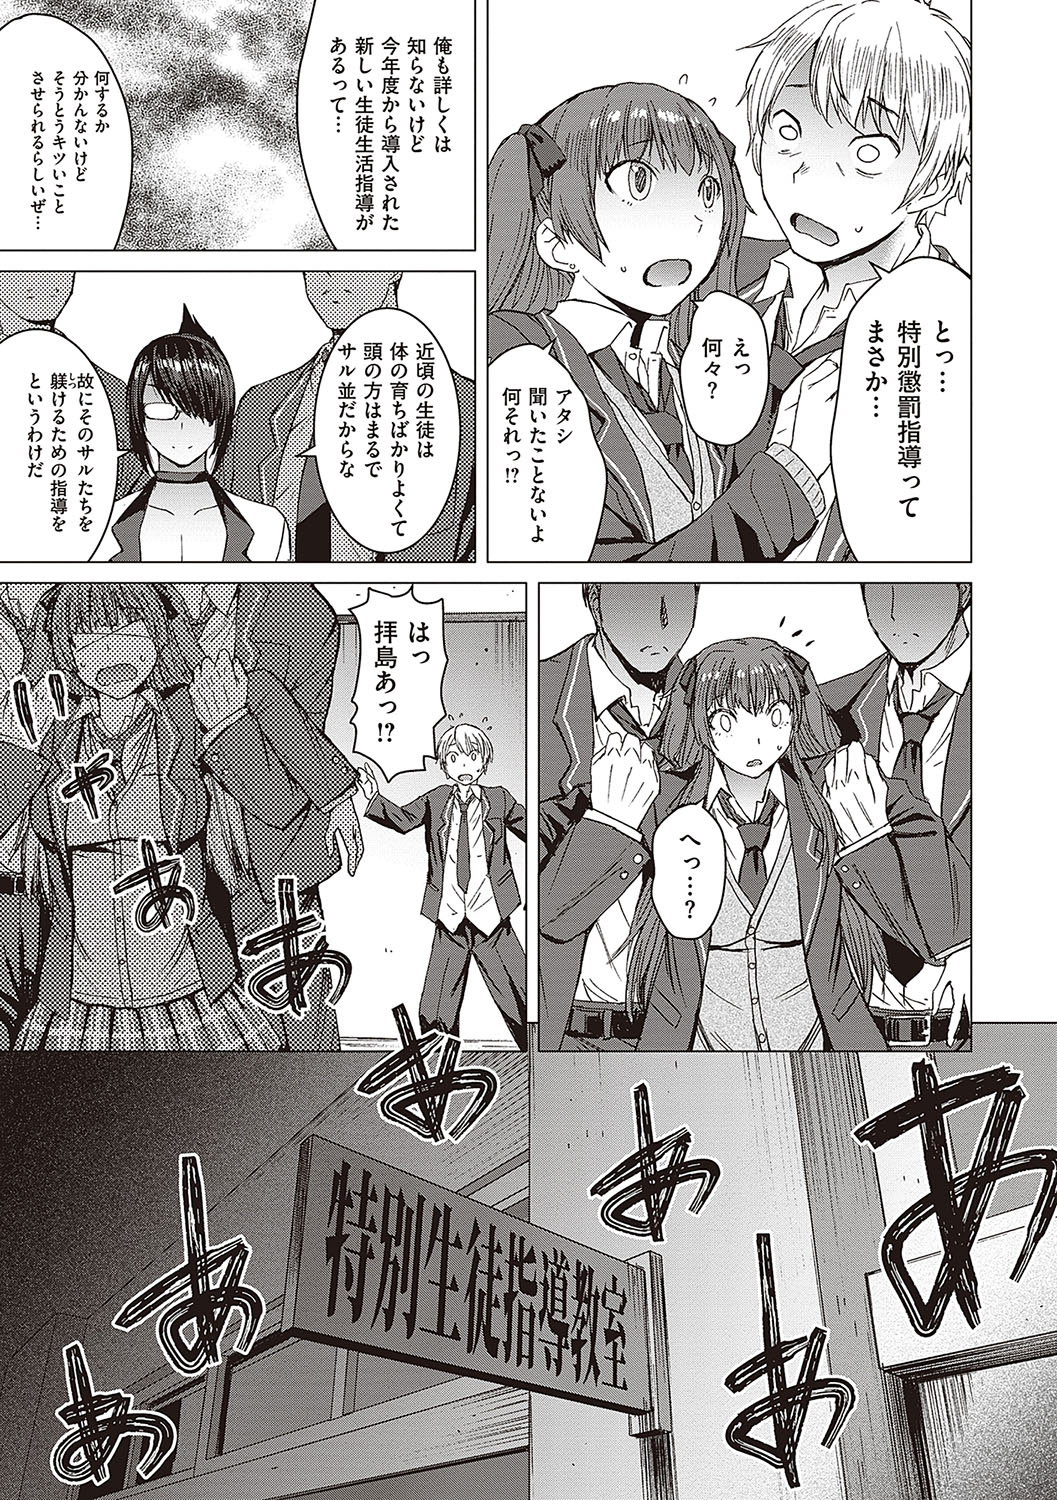 とっ…
特別懲罰指導って
まさか…
えっ
何々?
アタシ
聞いたことないよ
何それっ!?
俺も詳しくは
知らないけど
今年度から導入された
新しい生徒生活指導が
あるって…
何するか
分かんないけど
そうとうキツいこと
させられるらしいぜ…
近頃の生徒は
体の育ちばかりよくて
頭の方はまるで
サル並だからな
故にそのサルたちを
躾けるための指導を
というわけだ
しつ
へっ…?
はっ
拝島あっ!?
いい
やあ
ああ
ああ
ああ
ああ
特別生徒指導教室